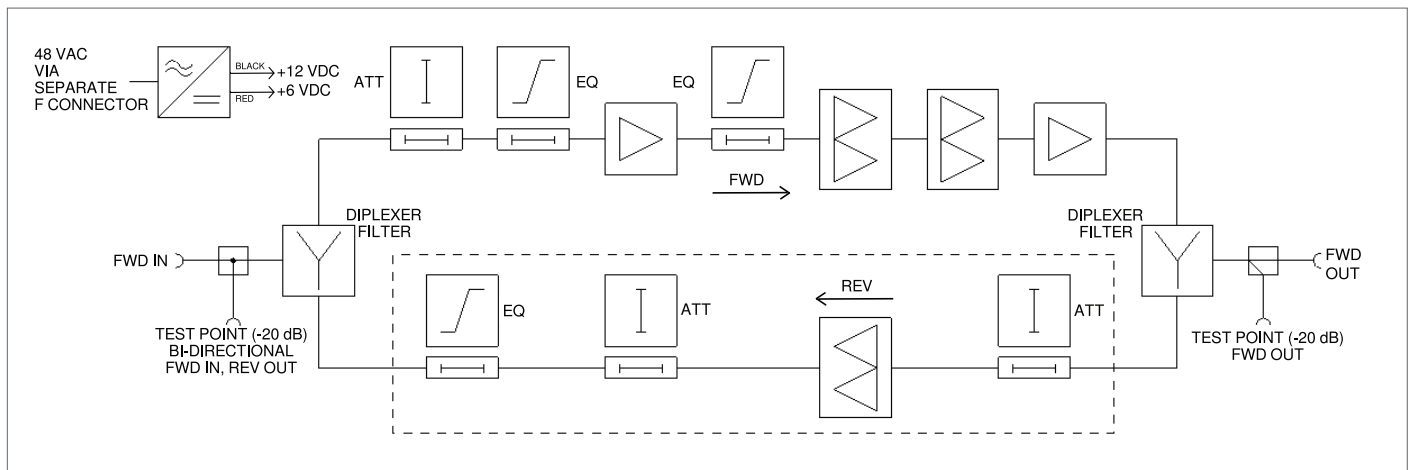 48 VAC
VIA
SEPARATE
F CONNECTOR
BLACK
+12 VDC
RED
+6 VDC
ATT
EQ
EQ
FWD
DIPLEXER
FILTER
DIPLEXER
FILTER
FWD IN
FWD
OUT
TEST POINT (-20 dB)
BI-DIRECTIONAL
FWD IN, REV OUT
EQ
ATT
REV
ATT
TEST POINT (-20 dB)
FWD OUT